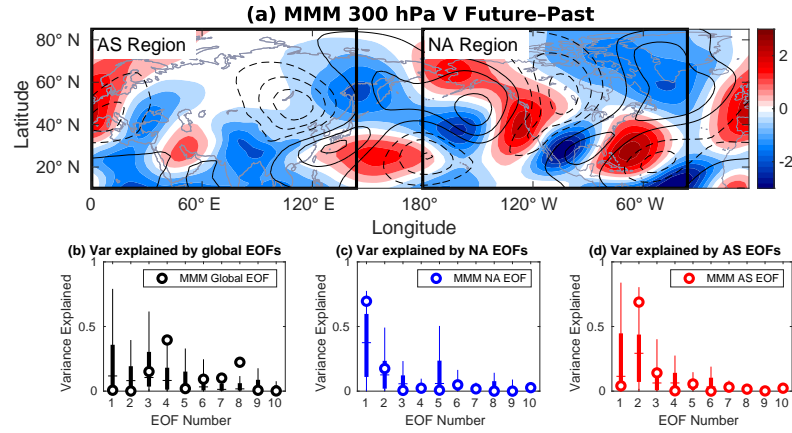 (a) MMM 300 hPa V Future–Past
AS Region
NA Region
80° N
60° N
40° N
20° N
Latitude
0
60° E
120° E
180°
120° W
60° W
Longitude
2
0
-2
(b) Var explained by global EOFs
MMM Global EOF
1
0.5
0
Variance Explained
1 2 3 4 5 6 7 8 9 10
EOF Number
(c) Var explained by NA EOFs
MMM NA EOF
1
0.5
0
Variance Explained
1 2 3 4 5 6 7 8 9 10
EOF Number
(d) Var explained by AS EOFs
MMM AS EOF
1
0.5
0
Variance Explained
1 2 3 4 5 6 7 8 9 10
EOF Number